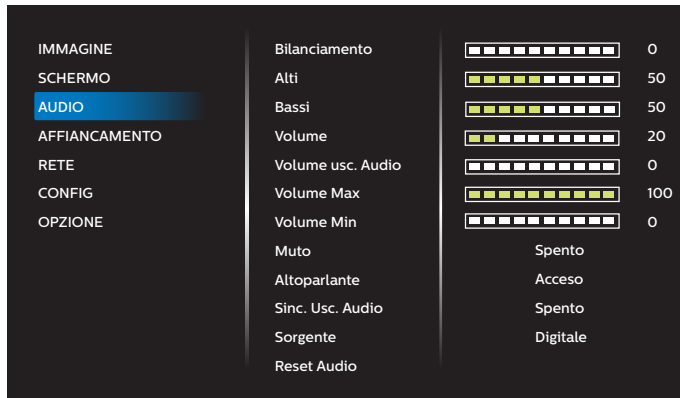 IMMAGINE
SCHERMO
AUDIO
AFFIANCAMENTO
RETE
CONFIG
OPZIONE
Bilanciamento 0
Alti 50
Bassi 50
Volume 20
Volume usc. Audio 0
Volume Max 100
Volume Min 0
Muto Spento
Altoparlante Acceso
Sinc. Usc. Audio Spento
Sorgente Digitale
Reset Audio